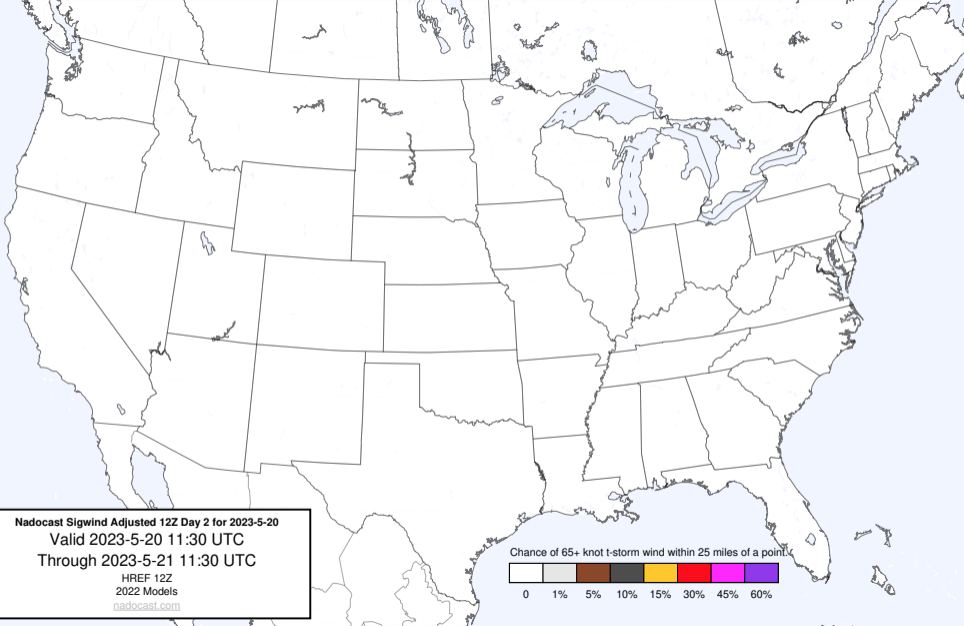 Nadocast Sigwind Adjusted 12Z Day 2 for 2023-5-20
Valid 2023-5-20 11:30 UTC
Through 2023-5-21 11:30 UTC
HREF 12Z
2022 Models
nadocast.com
Chance of 65+ knot t-storm wind within 25 miles of a point.
0 1% 5% 10% 15% 30% 45% 60%